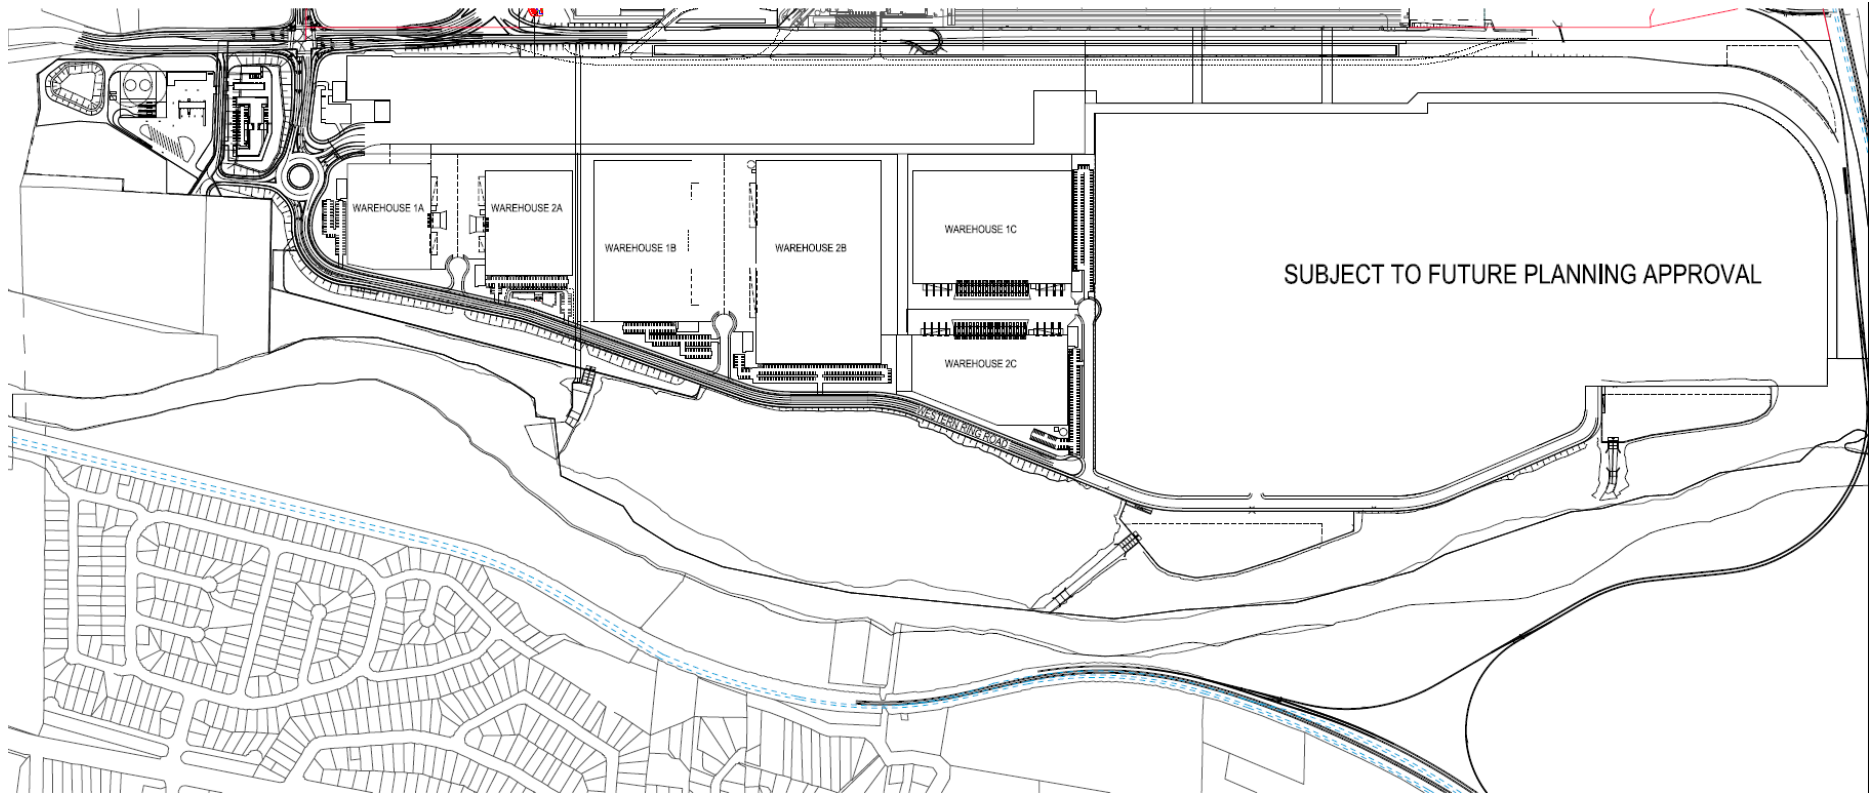 WAREHOUSE 1A
WAREHOUSE 2A
WAREHOUSE 1B
WAREHOUSE 2B
WAREHOUSE 1C
SUBJECT TO FUTURE PLANNING APPROVAL
WAREHOUSE 2C
WESTERN RING ROAD